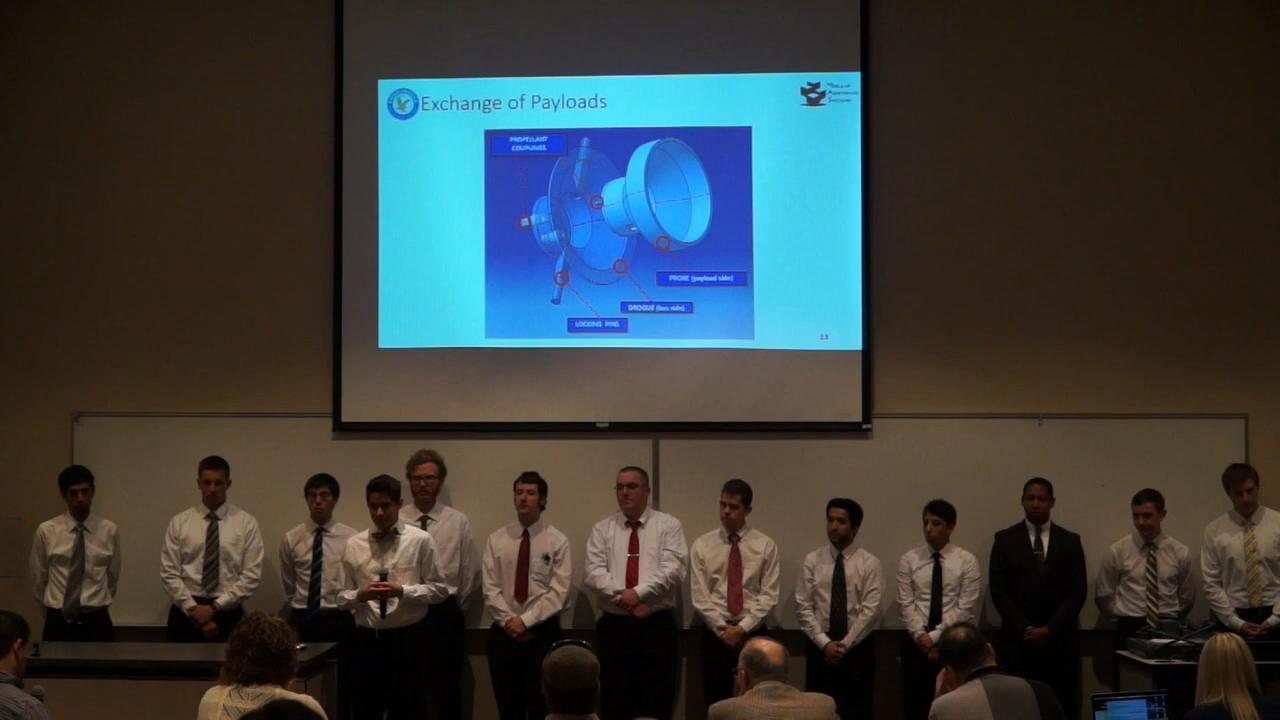 Exchange of Payloads
PROPELLANT
COUPLINGS
PROBE (payload side)
DROGUE (bus side)
LOCKING PINS
13